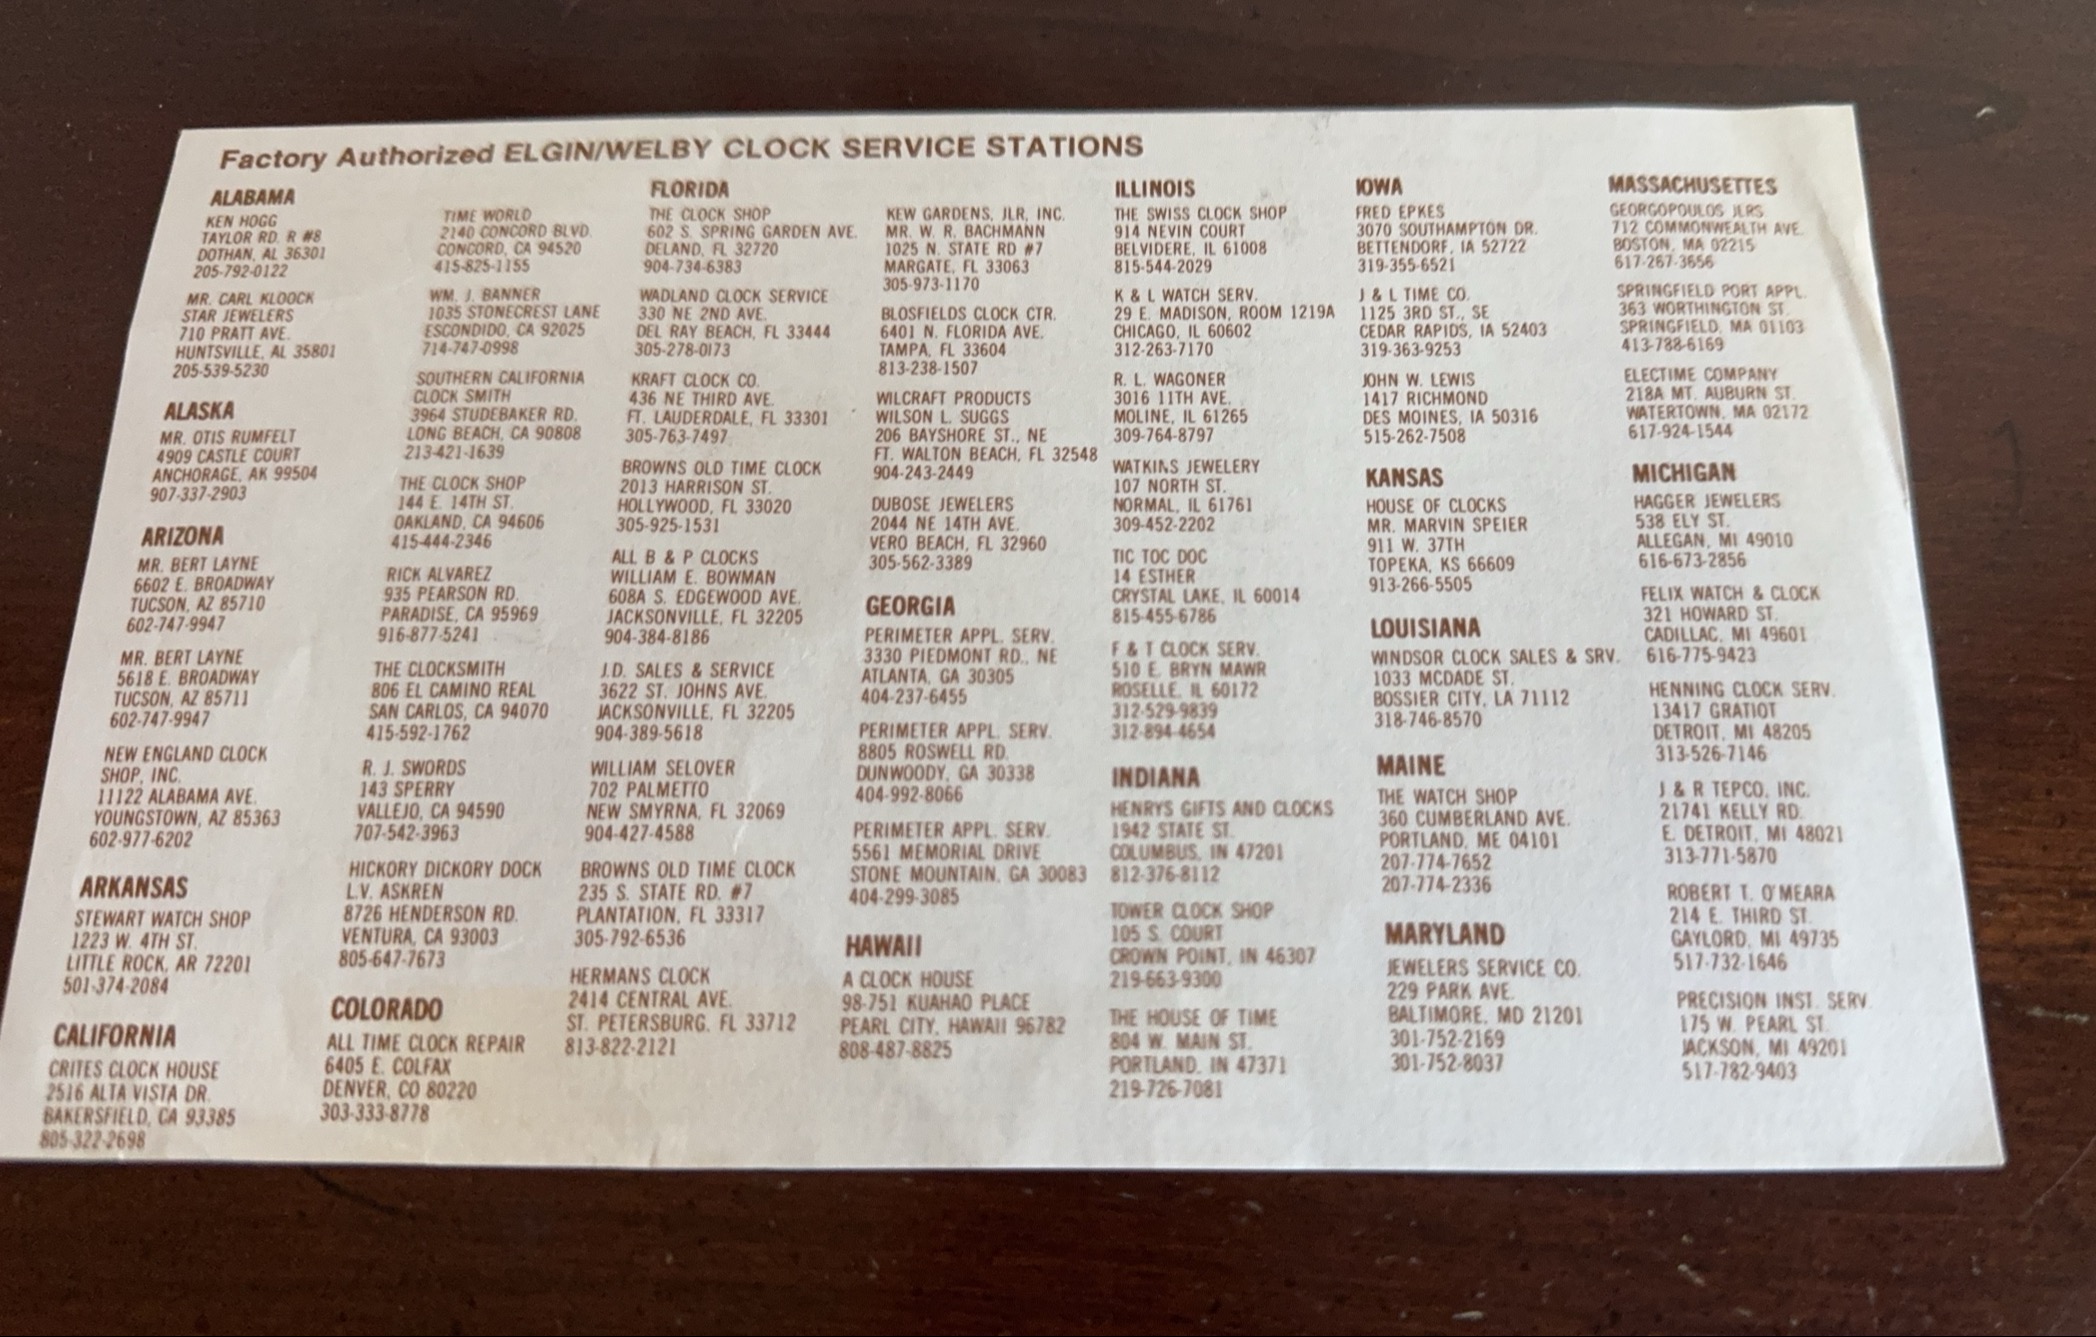 Factory Authorized ELGIN/WELBY CLOCK SERVICE STATIONS
ALABAMA
KEN HOGG
TAYLOR RD. R #8
DOTHAN, AL 36301
205-792-0122
MR. CARL KLOOCK
STAR JEWELERS
710 PRATT AVE.
HUNTSVILLE, AL 35801
205-539-5230
ALASKA
MR. OTIS RUMFELT
4909 CASTLE COURT
ANCHORAGE, AK 99504
907-337-2903
ARIZONA
MR. BERT LAYNE
6602 E. BROADWAY
TUCSON, AZ 85710
602-747-9947
MR. BERT LAYNE
5618 E. BROADWAY
TUCSON, AZ 85711
602-747-9947
NEW ENGLAND CLOCK
SHOP, INC.
11122 ALABAMA AVE.
YOUNGSTOWN, AZ 85363
602-977-6202
ARKANSAS
STEWART WATCH SHOP
1223 W. 4TH ST.
LITTLE ROCK, AR 72201
501-374-2084
CALIFORNIA
CRITES CLOCK HOUSE
2516 ALTA VISTA DR.
BAKERSFIELD, CA 93385
805-322-2698
TIME WORLD
2140 CONCORD BLVD.
CONCORD, CA 94520
415-825-1155
WM. J. BANNER
1035 STONECREST LANE
ESCONDIDO, CA 92025
714-747-0998
SOUTHERN CALIFORNIA
CLOCK SMITH
3964 STUDEBAKER RD.
LONG BEACH, CA 90808
213-421-1639
THE CLOCK SHOP
144 E. 14TH ST.
OAKLAND, CA 94606
415-444-2346
RICK ALVAREZ
935 PEARSON RD.
PARADISE, CA 95969
916-877-5241
THE CLOCKSMITH
806 EL CAMINO REAL
SAN CARLOS, CA 94070
415-592-1762
R. J. SWORDS
143 SPERRY
VALLEJO, CA 94590
707-542-3963
HICKORY DICKORY DOCK
L.V. ASKREN
8726 HENDERSON RD.
VENTURA, CA 93003
805-647-7673
COLORADO
ALL TIME CLOCK REPAIR
6405 E. COLFAX
DENVER, CO 80220
303-333-8778
FLORIDA
THE CLOCK SHOP
602 S. SPRING GARDEN AVE.
DELAND, FL 32720
904-734-6383
WADLAND CLOCK SERVICE
330 NE 2ND AVE.
DEL RAY BEACH, FL 33444
305-278-0173
KRAFT CLOCK CO.
436 NE THIRD AVE.
FT. LAUDERDALE, FL 33301
305-763-7497
BROWNS OLD TIME CLOCK
2013 HARRISON ST.
HOLLYWOOD, FL 33020
305-925-1531
ALL B & P CLOCKS
WILLIAM E. BOWMAN
608A S. EDGEWOOD AVE.
JACKSONVILLE, FL 32205
904-384-8186
J.D. SALES & SERVICE
3622 ST. JOHNS AVE.
JACKSONVILLE, FL 32205
904-389-5618
WILLIAM SELOVER
702 PALMETTO
NEW SMYRNA, FL 32069
904-427-4588
BROWNS OLD TIME CLOCK
235 S. STATE RD. #7
PLANTATION, FL 33317
305-792-6536
HERMANS CLOCK
2414 CENTRAL AVE.
ST. PETERSBURG, FL 33712
813-822-2121
KEW GARDENS, JLR, INC.
MR. W. R. BACHMANN
1025 N. STATE RD #7
MARGATE, FL 33063
305-973-1170
BLOSFIELDS CLOCK CTR.
6401 N. FLORIDA AVE.
TAMPA, FL 33604
813-238-1507
WILCRAFT PRODUCTS
WILSON L. SUGGS
206 BAYSHORE ST., NE
FT. WALTON BEACH, FL 32548
904-243-2449
DUBOSE JEWELERS
2044 NE 14TH AVE.
VERO BEACH, FL 32960
305-562-3389
GEORGIA
PERIMETER APPL. SERV.
3330 PIEDMONT RD., NE
ATLANTA, GA 30305
404-237-6455
PERIMETER APPL. SERV.
8805 ROSWELL RD.
DUNWOODY, GA 30338
404-992-8066
PERIMETER APPL. SERV.
5561 MEMORIAL DRIVE
STONE MOUNTAIN, GA 30083
404-299-3085
HAWAII
A CLOCK HOUSE
98-751 KUAHAO PLACE
PEARL CITY, HAWAII 96782
808-487-8825
ILLINOIS
THE SWISS CLOCK SHOP
914 NEVIN COURT
BELVIDERE, IL 61008
815-544-2029
K & L WATCH SERV.
29 E. MADISON, ROOM 1219A
CHICAGO, IL 60602
312-263-7170
R. L. WAGONER
3016 11TH AVE.
MOLINE, IL 61265
309-764-8797
WATKINS JEWELERY
107 NORTH ST.
NORMAL, IL 61761
309-452-2202
TIC TOC DOC
14 ESTHER
CRYSTAL LAKE, IL 60014
815-455-6786
F & T CLOCK SERV.
510 E. BRYN MAWR
ROSELLE, IL 60172
312-529-9839
312-894-4654
INDIANA
HENRYS GIFTS AND CLOCKS
1942 STATE ST.
COLUMBUS, IN 47201
812-376-8112
TOWER CLOCK SHOP
105 S. COURT
CROWN POINT, IN 46307
219-663-9300
THE HOUSE OF TIME
804 W. MAIN ST.
PORTLAND, IN 47371
219-726-7081
IOWA
FRED EPKES
3070 SOUTHAMPTON DR.
BETTENDORF, IA 52722
319-355-6521
J & L TIME CO.
1125 3RD ST., SE
CEDAR RAPIDS, IA 52403
319-363-9253
JOHN W. LEWIS
1417 RICHMOND
DES MOINES, IA 50316
515-262-7508
KANSAS
HOUSE OF CLOCKS
MR. MARVIN SPEIER
911 W. 37TH
TOPEKA, KS 66609
913-266-5505
LOUISIANA
WINDSOR CLOCK SALES & SRV.
1033 MCDADE ST.
BOSSIER CITY, LA 71112
318-746-8570
MAINE
THE WATCH SHOP
360 CUMBERLAND AVE.
PORTLAND, ME 04101
207-774-7652
207-774-2336
MARYLAND
JEWELERS SERVICE CO.
229 PARK AVE.
BALTIMORE, MD 21201
301-752-2169
301-752-8037
MASSACHUSETTES
GEORGOPOULOS JLRS
712 COMMONWEALTH AVE.
BOSTON, MA 02215
617-267-3656
SPRINGFIELD PORT APPL.
363 WORTHINGTON ST.
SPRINGFIELD, MA 01103
413-788-6169
ELECTIME COMPANY
218A MT. AUBURN ST.
WATERTOWN, MA 02172
617-924-1544
MICHIGAN
HAGGER JEWELERS
538 ELY ST.
ALLEGAN, MI 49010
616-673-2856
FELIX WATCH & CLOCK
321 HOWARD ST.
CADILLAC, MI 49601
616-775-9423
HENNING CLOCK SERV.
13417 GRATIOT
DETROIT, MI 48205
313-526-7146
J & R TEPCO, INC.
21741 KELLY RD.
E. DETROIT, MI 48021
313-771-5870
ROBERT T. O'MEARA
214 E. THIRD ST.
GAYLORD, MI 49735
517-732-1646
PRECISION INST. SERV.
175 W. PEARL ST.
JACKSON, MI 49201
517-782-9403